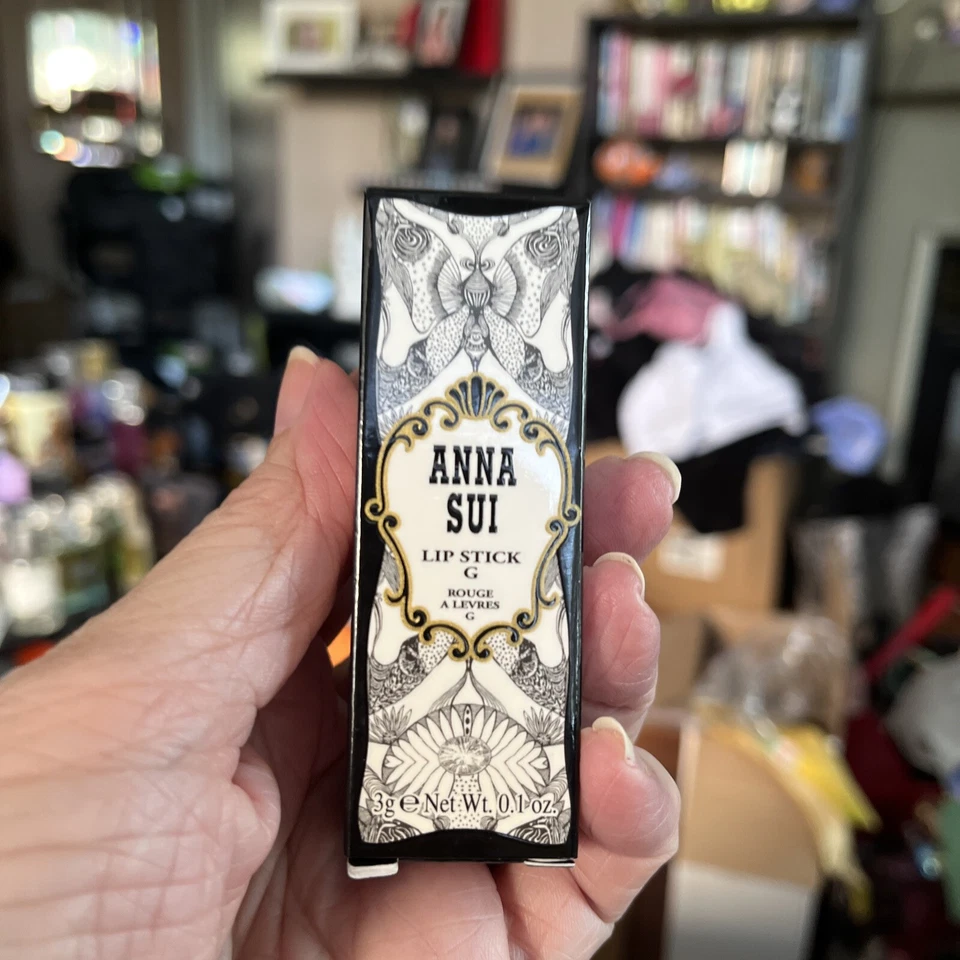 ANNA
SUI
LIP STICK
G
ROUGE
A LEVRES
G
3g ℮ Net Wt. 0.1 oz.